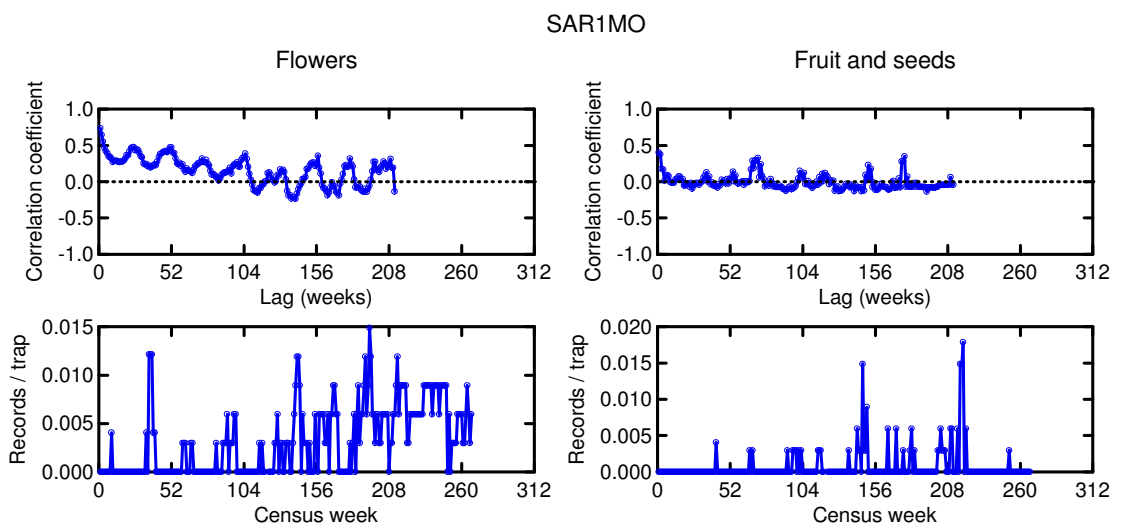 SAR1MO
Flowers
Fruit and seeds
Correlation coefficient
1.0
0.5
0.0
-0.5
-1.0
0 52 104 156 208 260 312
Lag (weeks)
Correlation coefficient
1.0
0.5
0.0
-0.5
-1.0
0 52 104 156 208 260 312
Lag (weeks)
Records / trap
0.015
0.010
0.005
0.000
0 52 104 156 208 260 312
Census week
Records / trap
0.020
0.015
0.010
0.005
0.000
0 52 104 156 208 260 312
Census week